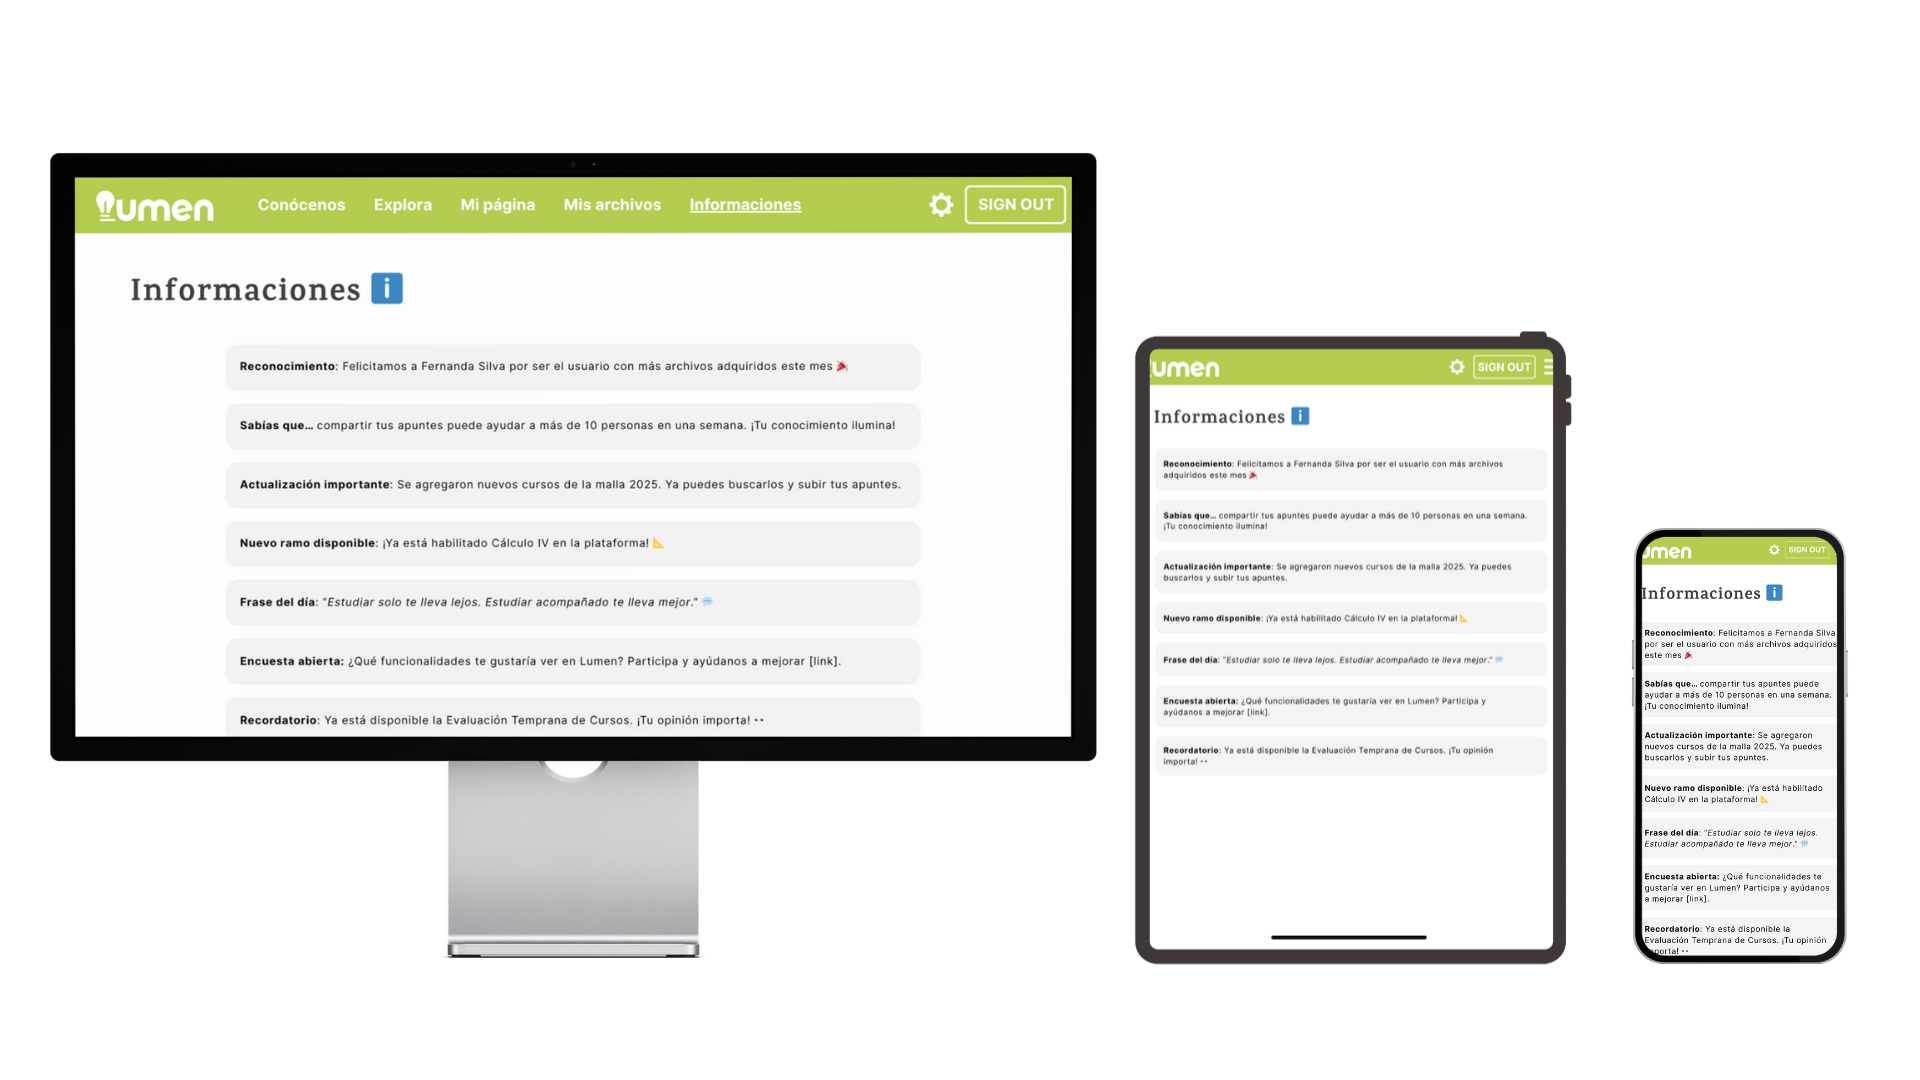 lumen
Conócenos Explora Mi página Mis archivos Informaciones SIGN OUT
Informaciones i
Reconocimiento: Felicitamos a Fernanda Silva por ser el usuario con más archivos adquiridos este mes 🎉
Sabías que... compartir tus apuntes puede ayudar a más de 10 personas en una semana. ¡Tu conocimiento ilumina!
Actualización importante: Se agregaron nuevos cursos de la malla 2025. Ya puedes buscarlos y subir tus apuntes.
Nuevo ramo disponible: ¡Ya está habilitado Cálculo IV en la plataforma! 📐
Frase del día: "Estudiar solo te lleva lejos. Estudiar acompañado te lleva mejor." 💬
Encuesta abierta: ¿Qué funcionalidades te gustaría ver en Lumen? Participa y ayúdanos a mejorar [link].
Recordatorio: Ya está disponible la Evaluación Temprana de Cursos. ¡Tu opinión importa! 👀
umen SIGN OUT
Informaciones i
Reconocimiento: Felicitamos a Fernanda Silva por ser el usuario con más archivos
adquiridos este mes 🎉
Sabías que... compartir tus apuntes puede ayudar a más de 10 personas en una semana.
¡Tu conocimiento ilumina!
Actualización importante: Se agregaron nuevos cursos de la malla 2025. Ya puedes
buscarlos y subir tus apuntes.
Nuevo ramo disponible: ¡Ya está habilitado Cálculo IV en la plataforma! 📐
Frase del día: "Estudiar solo te lleva lejos. Estudiar acompañado te lleva mejor." 💬
Encuesta abierta: ¿Qué funcionalidades te gustaría ver en Lumen? Participa y
ayúdanos a mejorar [link].
Recordatorio: Ya está disponible la Evaluación Temprana de Cursos. ¡Tu opinión
importa! 👀
umen SIGN OUT
Informaciones i
Reconocimiento: Felicitamos a Fernanda Silva
por ser el usuario con más archivos adquiridos
este mes 🎉
Sabías que... compartir tus apuntes puede
ayudar a más de 10 personas en una semana.
¡Tu conocimiento ilumina!
Actualización importante: Se agregaron
nuevos cursos de la malla 2025. Ya puedes
buscarlos y subir tus apuntes.
Nuevo ramo disponible: ¡Ya está habilitado
Cálculo IV en la plataforma! 📐
Frase del día: "Estudiar solo te lleva lejos.
Estudiar acompañado te lleva mejor." 💬
Encuesta abierta: ¿Qué funcionalidades te
gustaría ver en Lumen? Participa y ayúdanos
a mejorar [link].
Recordatorio: Ya está disponible la
Evaluación Temprana de Cursos. ¡Tu opinión
porta! 👀